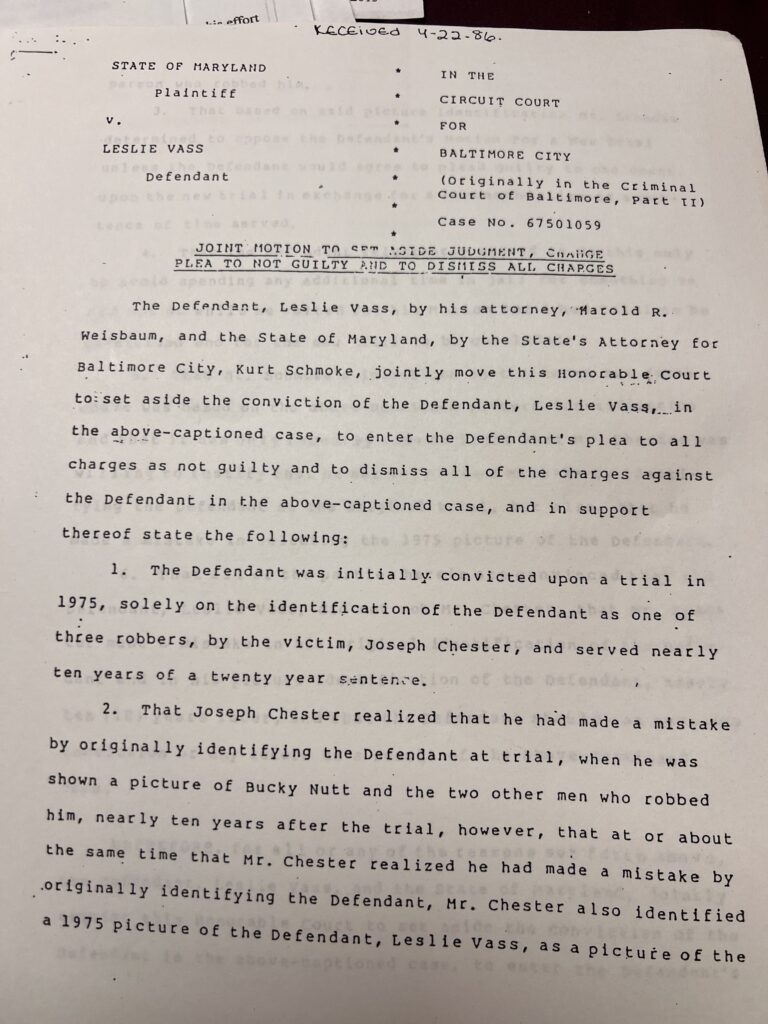 his effort
RECEIVED 4-22-86.
STATE OF MARYLAND * IN THE
Plaintiff * CIRCUIT COURT
v. * FOR
LESLIE VASS * BALTIMORE CITY
Defendant * (Originally in the Criminal
* Court of Baltimore, Part II)
* Case No. 67501059
*
JOINT MOTION TO SET ASIDE JUDGMENT, CHANGE
PLEA TO NOT GUILTY AND TO DISMISS ALL CHARGES
The Defendant, Leslie Vass, by his attorney, Harold R.
Weisbaum, and the State of Maryland, by the State's Attorney for
Baltimore City, Kurt Schmoke, jointly move this Honorable Court
to set aside the conviction of the Defendant, Leslie Vass, in
the above-captioned case, to enter the Defendant's plea to all
charges as not guilty and to dismiss all of the charges against
the Defendant in the above-captioned case, and in support
thereof state the following:
1. The Defendant was initially convicted upon a trial in
1975, solely on the identification of the Defendant as one of
three robbers, by the victim, Joseph Chester, and served nearly
ten years of a twenty year sentence.
2. That Joseph Chester realized that he had made a mistake
by originally identifying the Defendant at trial, when he was
shown a picture of Bucky Nutt and the two other men who robbed
him, nearly ten years after the trial, however, that at or about
the same time that Mr. Chester realized he had made a mistake by
originally identifying the Defendant, Mr. Chester also identified
a 1975 picture of the Defendant, Leslie Vass, as a picture of the